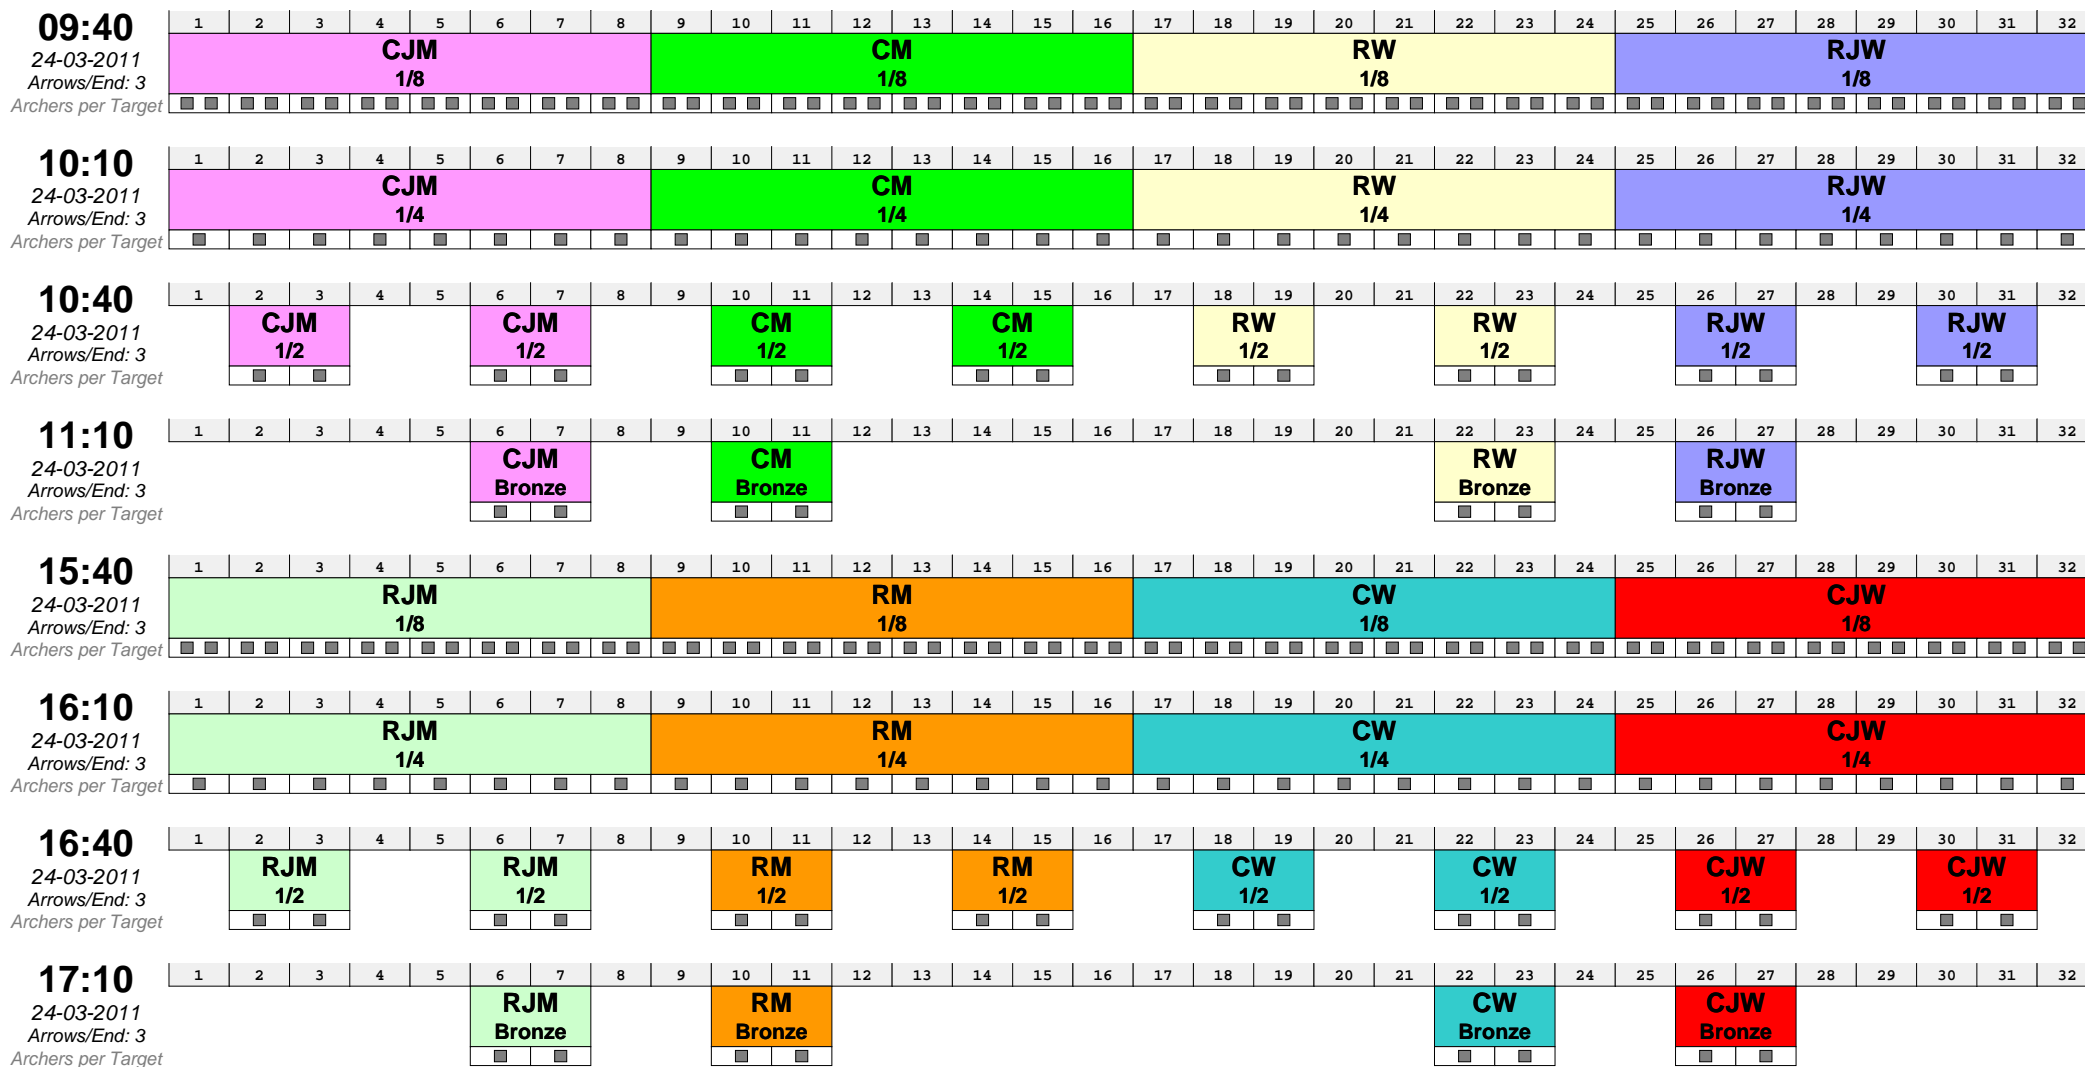 09:40 1 2 3 4 5 6 7 8 9 10 11 12 13 14 15 16 17 18 19 20 21 22 23 24 25 26 27 28 29 30 31 32
24-03-2011 CJM CM RW RJW
Arrows/End: 3 1/8 1/8 1/8 1/8
Archers per Target
10:10 1 2 3 4 5 6 7 8 9 10 11 12 13 14 15 16 17 18 19 20 21 22 23 24 25 26 27 28 29 30 31 32
24-03-2011 CJM CM RW RJW
Arrows/End: 3 1/4 1/4 1/4 1/4
Archers per Target
10:40 1 2 3 4 5 6 7 8 9 10 11 12 13 14 15 16 17 18 19 20 21 22 23 24 25 26 27 28 29 30 31 32
24-03-2011 CJM CJM CM CM RW RW RJW RJW
Arrows/End: 3 1/2 1/2 1/2 1/2 1/2 1/2 1/2 1/2
Archers per Target
11:10 1 2 3 4 5 6 7 8 9 10 11 12 13 14 15 16 17 18 19 20 21 22 23 24 25 26 27 28 29 30 31 32
24-03-2011 CJM CM RW RJW
Arrows/End: 3 Bronze Bronze Bronze Bronze
Archers per Target
15:40 1 2 3 4 5 6 7 8 9 10 11 12 13 14 15 16 17 18 19 20 21 22 23 24 25 26 27 28 29 30 31 32
24-03-2011 RJM RM CW CJW
Arrows/End: 3 1/8 1/8 1/8 1/8
Archers per Target
16:10 1 2 3 4 5 6 7 8 9 10 11 12 13 14 15 16 17 18 19 20 21 22 23 24 25 26 27 28 29 30 31 32
24-03-2011 RJM RM CW CJW
Arrows/End: 3 1/4 1/4 1/4 1/4
Archers per Target
16:40 1 2 3 4 5 6 7 8 9 10 11 12 13 14 15 16 17 18 19 20 21 22 23 24 25 26 27 28 29 30 31 32
24-03-2011 RJM RJM RM RM CW CW CJW CJW
Arrows/End: 3 1/2 1/2 1/2 1/2 1/2 1/2 1/2 1/2
Archers per Target
17:10 1 2 3 4 5 6 7 8 9 10 11 12 13 14 15 16 17 18 19 20 21 22 23 24 25 26 27 28 29 30 31 32
24-03-2011 RJM RM CW CJW
Arrows/End: 3 Bronze Bronze Bronze Bronze
Archers per Target